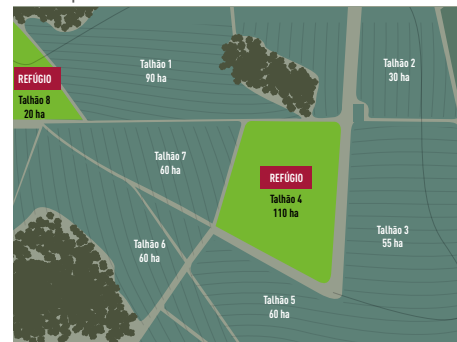 Talhão 1
90 ha
Talhão 2
30 ha
REFÚGIO
Talhão 8
20 ha
Talhão 7
60 ha
REFÚGIO
Talhão 4
110 ha
Talhão 3
55 ha
Talhão 6
60 ha
Talhão 5
60 ha